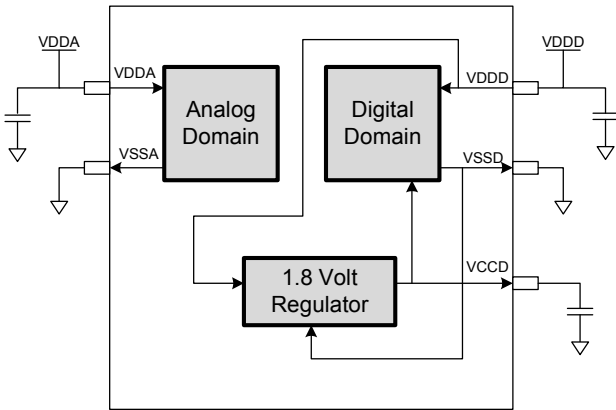 VDDA
VDDD
VDDA
Analog
Domain
Digital
Domain
VDDD
VSSA
VSSD
1.8 Volt
Regulator
VCCD